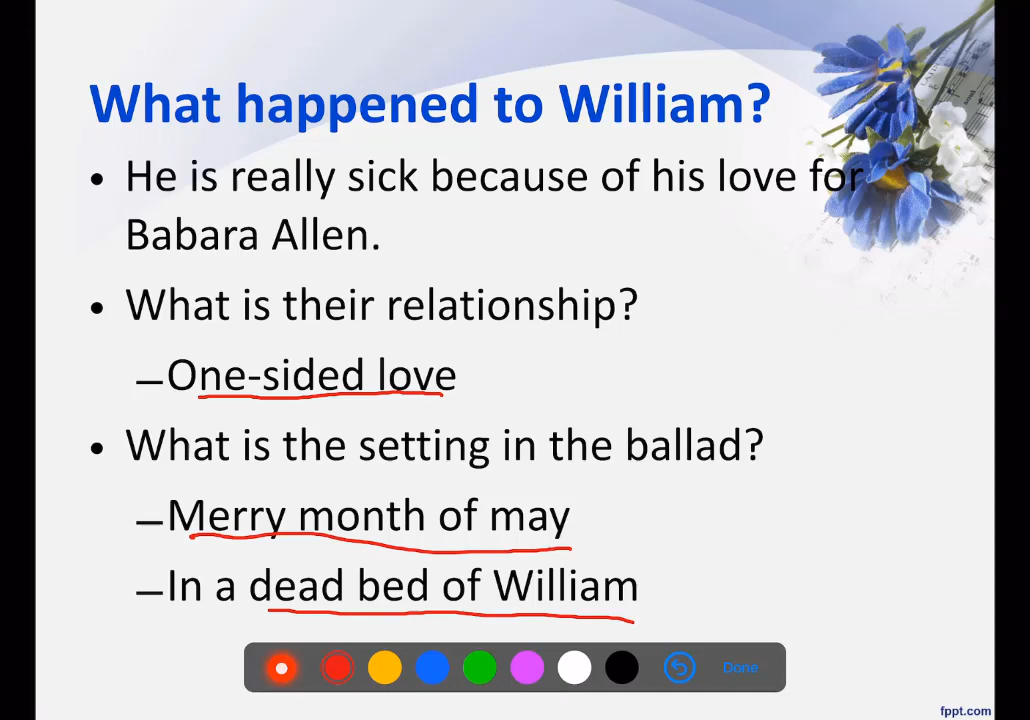 What happened to William?
• He is really sick because of his love for
Babara Allen.
• What is their relationship?
–One-sided love
• What is the setting in the ballad?
–Merry month of may
–In a dead bed of William
Done
fppt.com